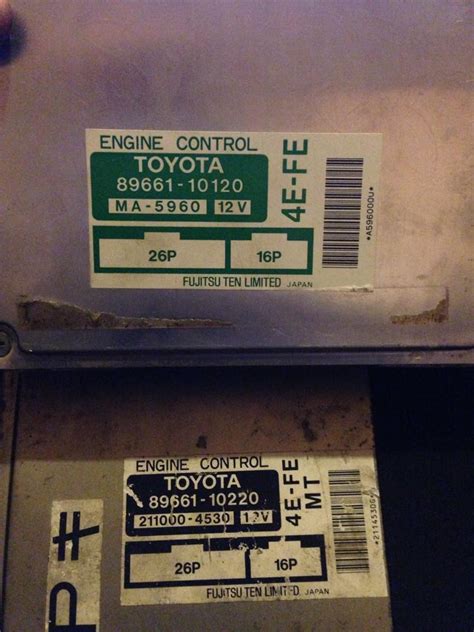 ENGINE CONTROL
TOYOTA
89661-10120
MA-5960 12V
4E-FE
26P 16P
FUJITSU TEN LIMITED JAPAN
*A596000U*
ENGINE CONTROL
TOYOTA
89661-10220
211000-4530 12V
4E-FE
MT
26P 16P
FUJITSU TEN LIMITED JAPAN
P